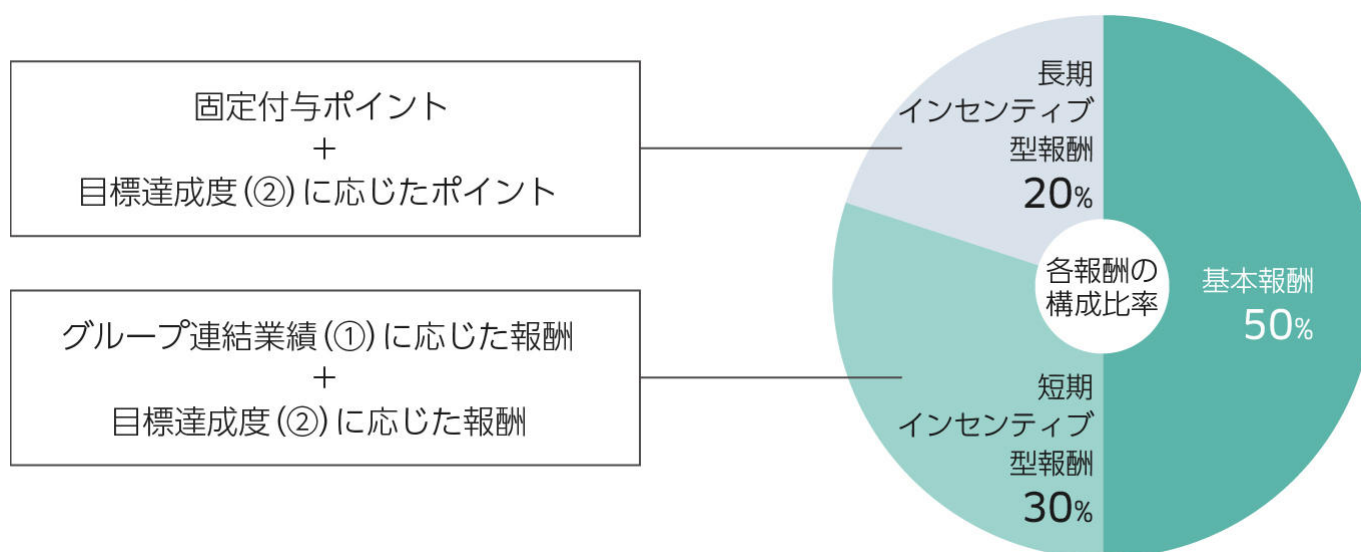 固定付与ポイント
+
目標達成度(②)に応じたポイント
グループ連結業績(①)に応じた報酬
+
目標達成度(②)に応じた報酬
長期
インセンティブ
型報酬
20%
各報酬の
構成比率
基本報酬
50%
短期
インセンティブ
型報酬
30%